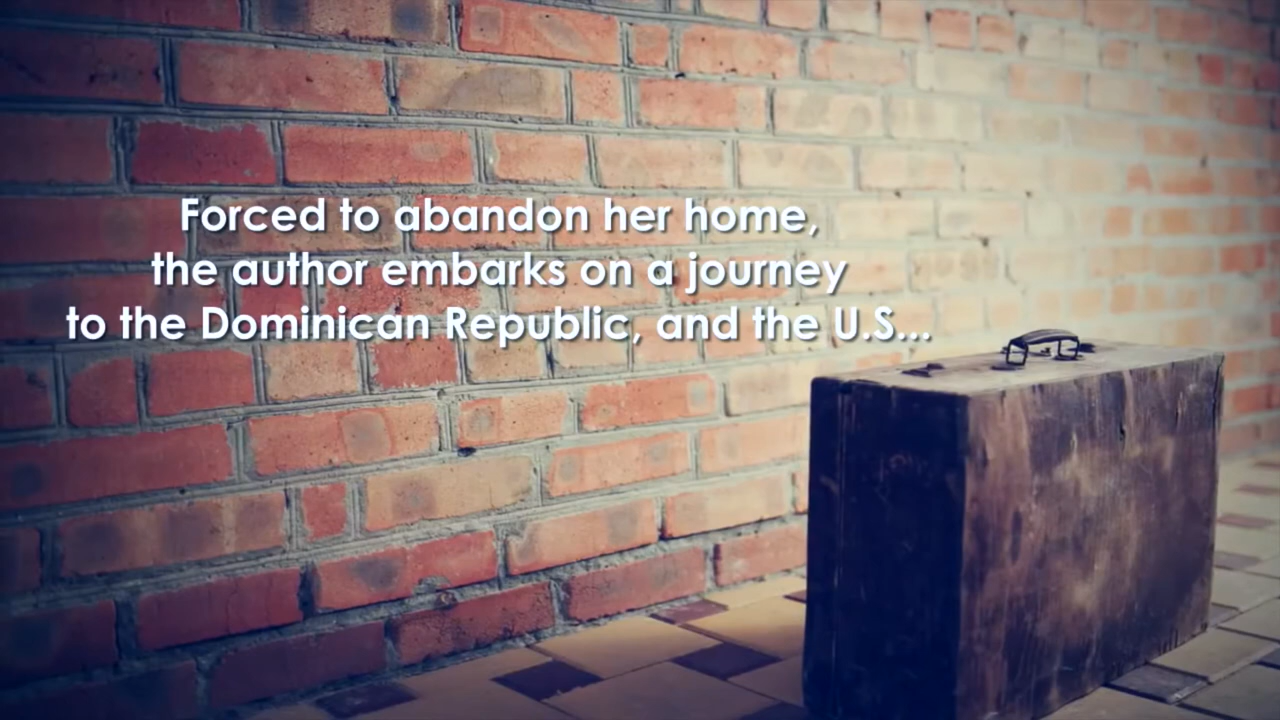 Forced to abandon her home,
the author embarks on a journey
to the Dominican Republic, and the U.S...